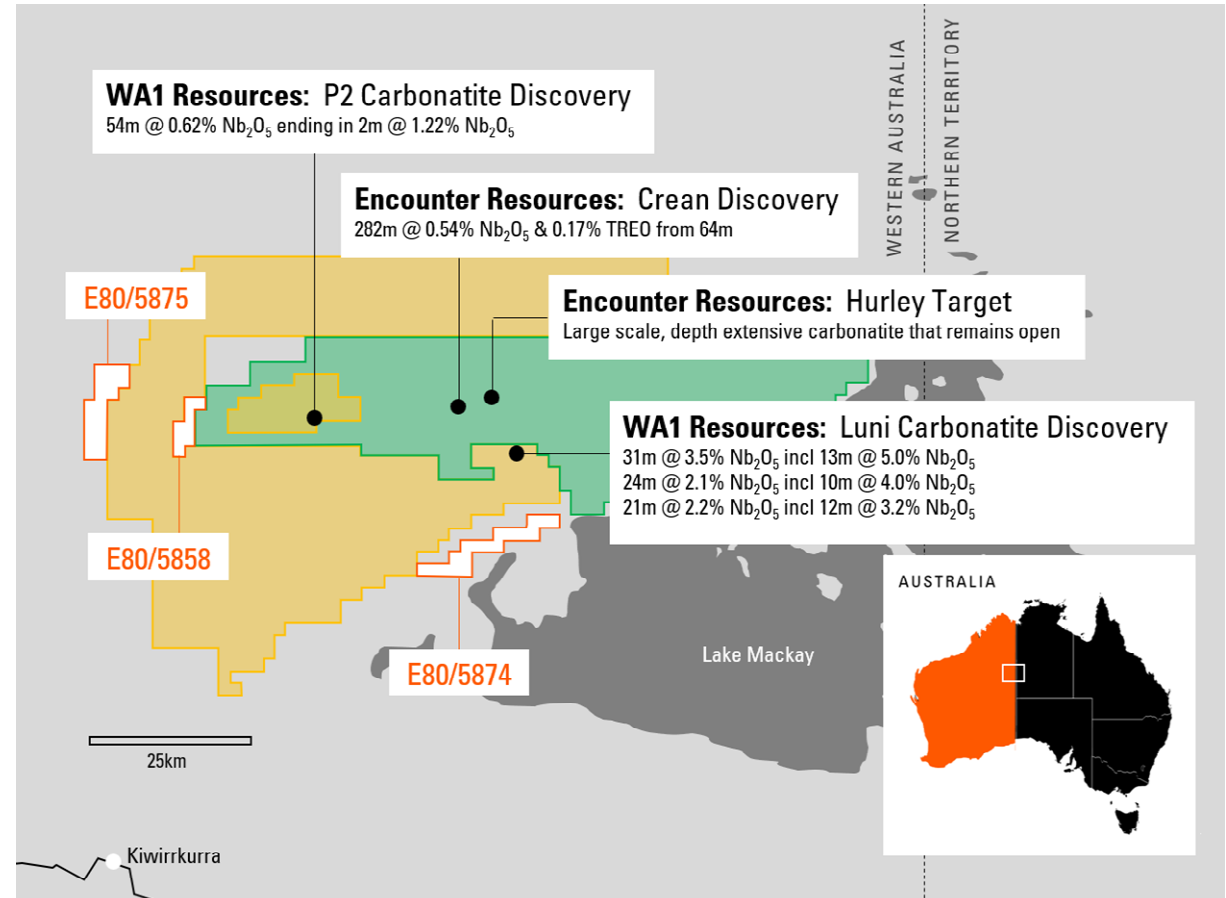 WESTERN AUSTRALIA
NORTHERN TERRITORY
WA1 Resources: P2 Carbonatite Discovery
54m @ 0.62% Nb₂O₅ ending in 2m @ 1.22% Nb₂O₅
Encounter Resources: Crean Discovery
282m @ 0.54% Nb₂O₅ & 0.17% TREO from 64m
E80/5875
Encounter Resources: Hurley Target
Large scale, depth extensive carbonatite that remains open
WA1 Resources: Luni Carbonatite Discovery
31m @ 3.5% Nb₂O₅ incl 13m @ 5.0% Nb₂O₅
24m @ 2.1% Nb₂O₅ incl 10m @ 4.0% Nb₂O₅
21m @ 2.2% Nb₂O₅ incl 12m @ 3.2% Nb₂O₅
E80/5858
AUSTRALIA
Lake Mackay
E80/5874
25km
Kiwirrkurra